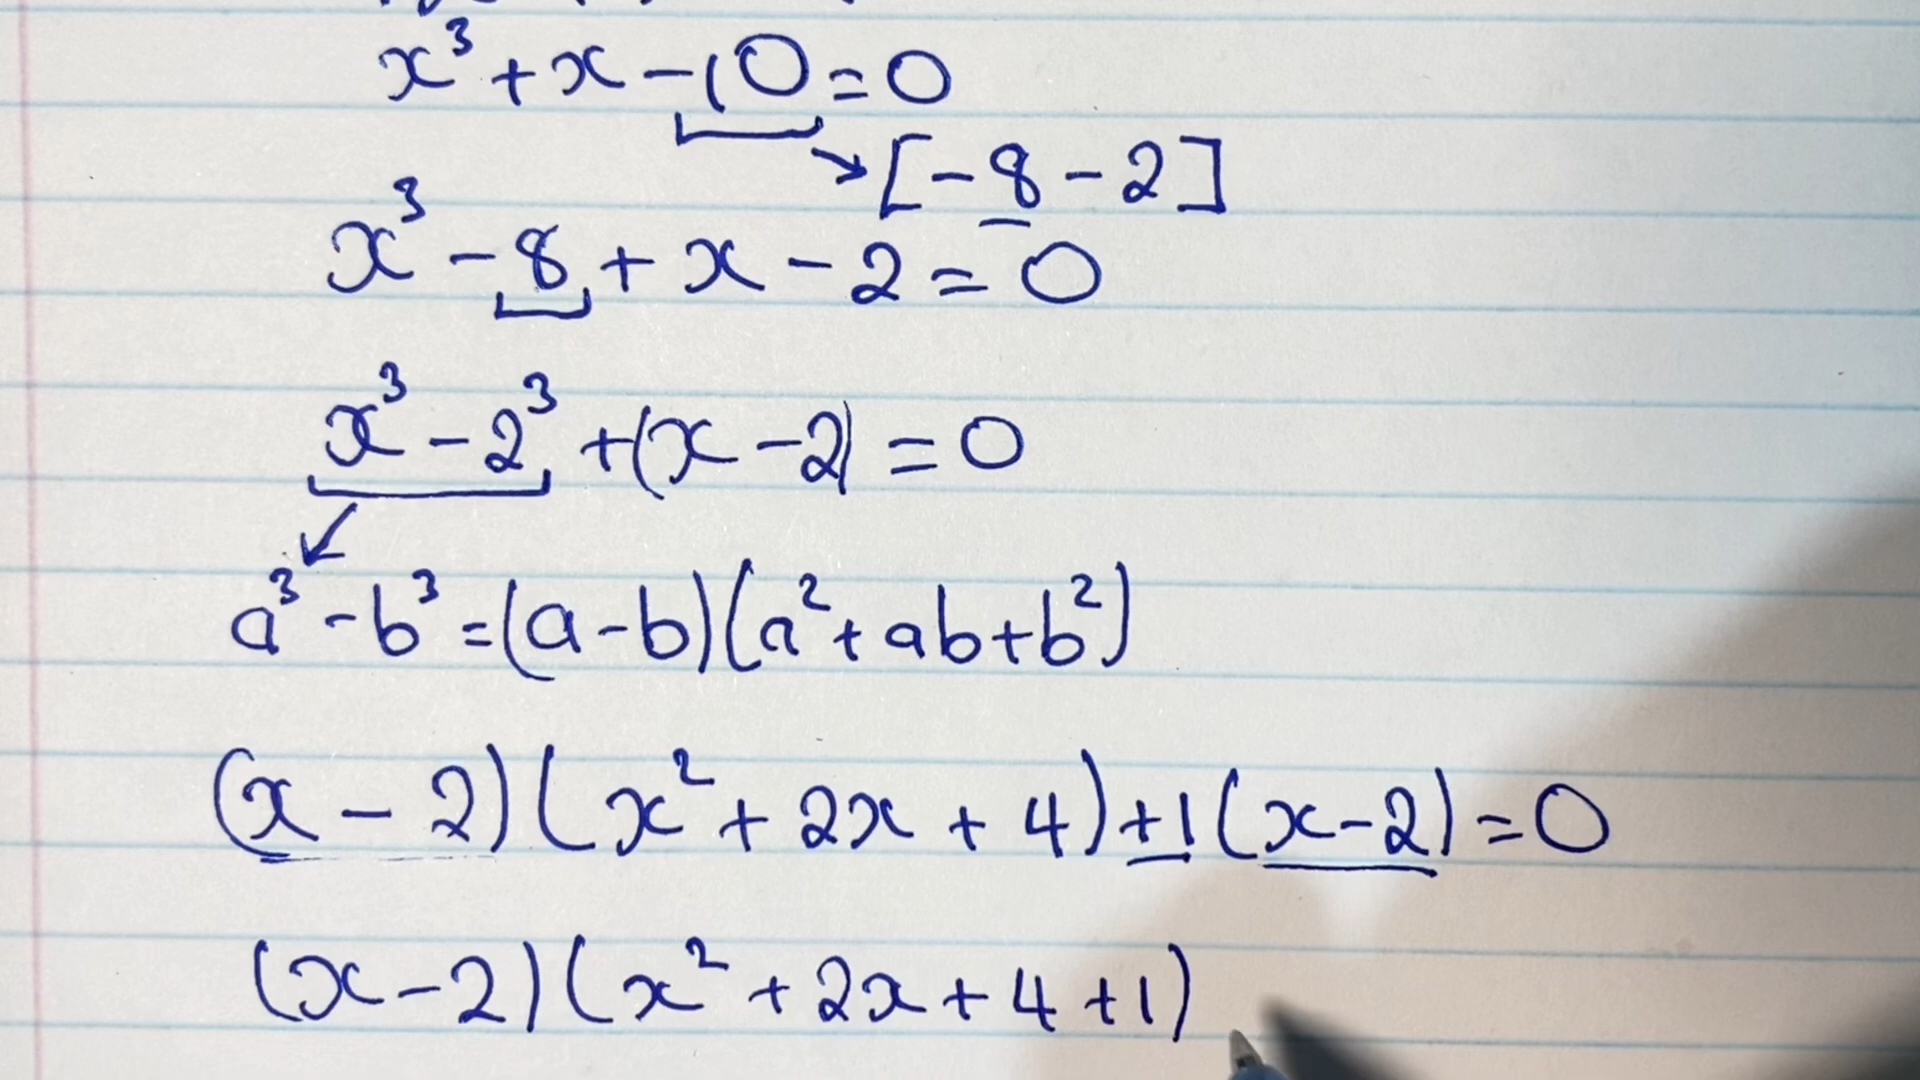 x³ + x - 10 = 0
→ [-8 - 2]
x³ - 8 + x - 2 = 0
x³ - 2³ + (x - 2) = 0
a³ - b³ = (a - b)(a² + ab + b²)
(x - 2)(x² + 2x + 4) + 1(x - 2) = 0
(x - 2)(x² + 2x + 4 + 1)